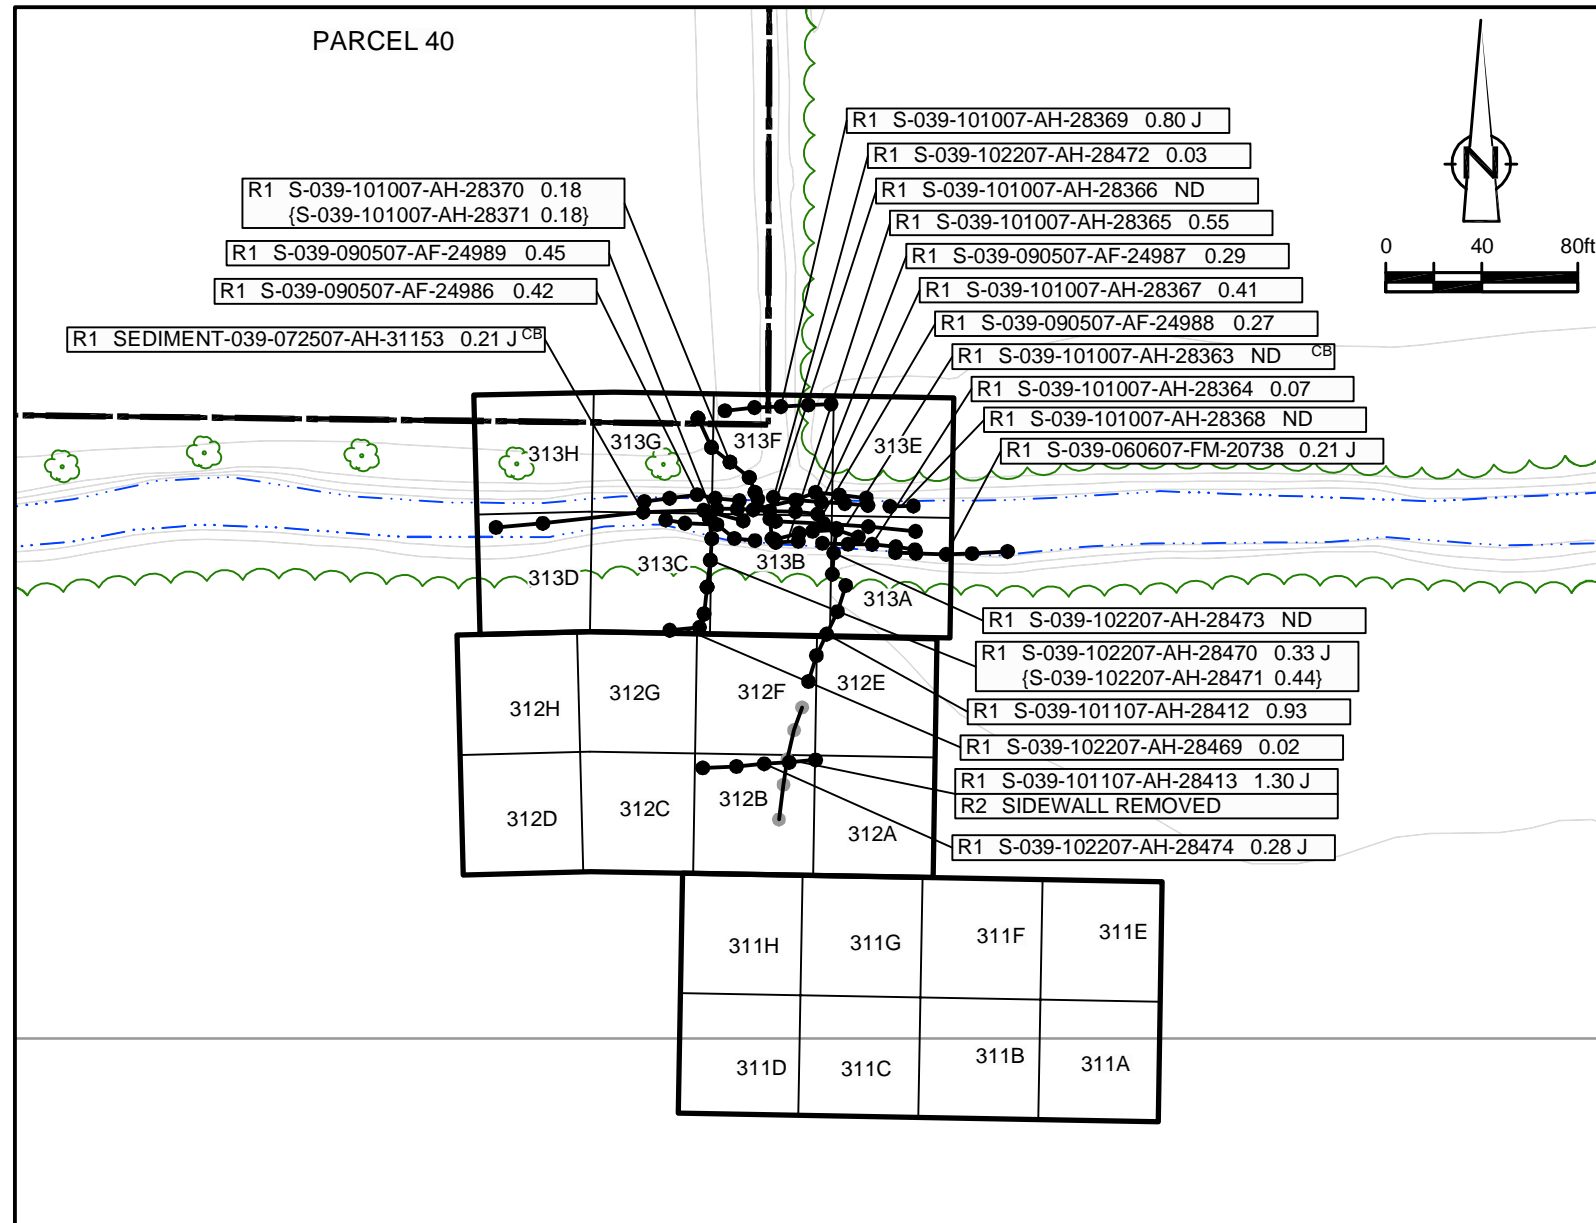 PARCEL 40
R1 S-039-101007-AH-28369 0.80 J
R1 S-039-102207-AH-28472 0.03
R1 S-039-101007-AH-28366 ND
R1 S-039-101007-AH-28365 0.55
R1 S-039-090507-AF-24987 0.29
R1 S-039-101007-AH-28367 0.41
R1 S-039-090507-AF-24988 0.27
R1 S-039-101007-AH-28363 ND CB
R1 S-039-101007-AH-28364 0.07
R1 S-039-101007-AH-28368 ND
R1 S-039-060607-FM-20738 0.21 J
R1 S-039-101007-AH-28370 0.18
{S-039-101007-AH-28371 0.18}
R1 S-039-090507-AF-24989 0.45
R1 S-039-090507-AF-24986 0.42
R1 SEDIMENT-039-072507-AH-31153 0.21 J CB
N
0 40 80ft
313H
313G
313F
313E
313D
313C
313B
313A
R1 S-039-102207-AH-28473 ND
R1 S-039-102207-AH-28470 0.33 J
{S-039-102207-AH-28471 0.44}
R1 S-039-101107-AH-28412 0.93
R1 S-039-102207-AH-28469 0.02
R1 S-039-101107-AH-28413 1.30 J
R2 SIDEWALL REMOVED
R1 S-039-102207-AH-28474 0.28 J
312H
312G
312F
312E
312D
312C
312B
312A
311H
311G
311F
311E
311D
311C
311B
311A